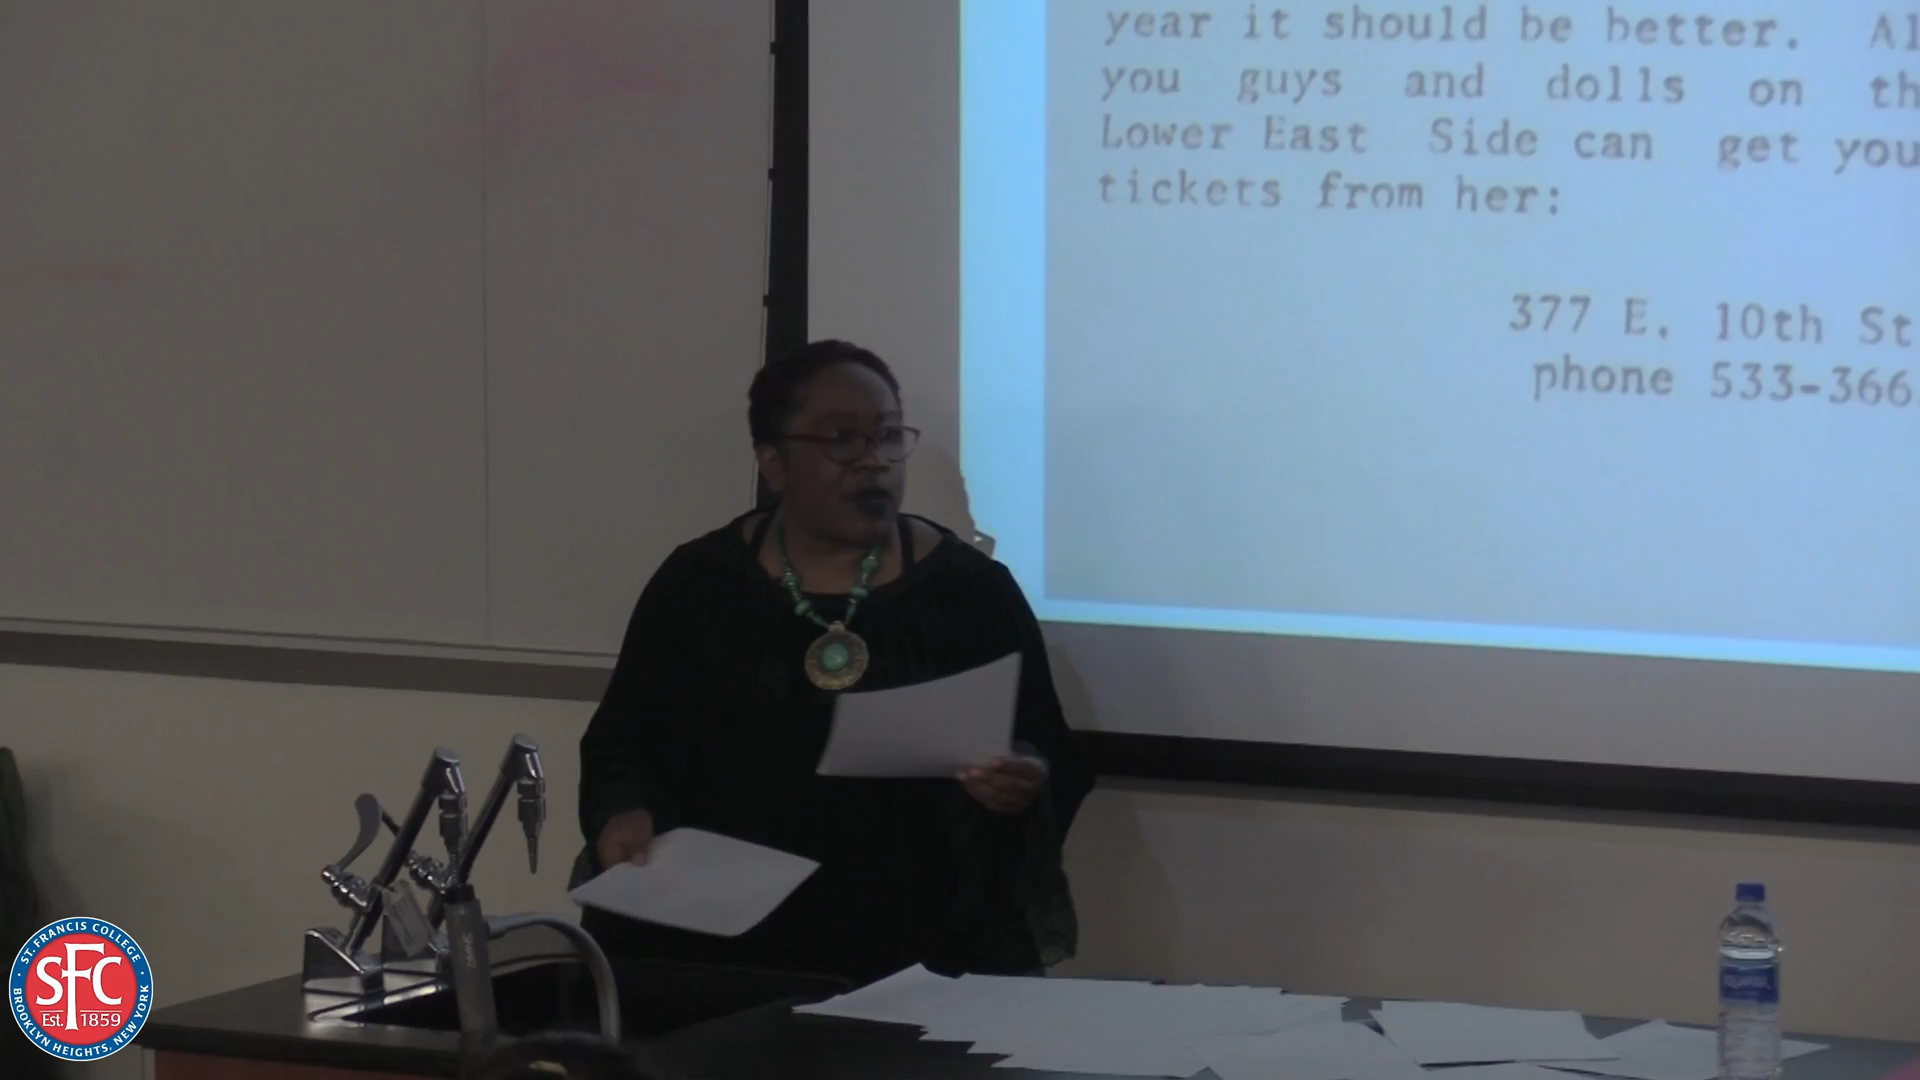 year it should be better. Al
you guys and dolls on th
Lower East Side can get you
tickets from her:
377 E. 10th St
phone 533-366
ST. FRANCIS COLLEGE
SFC
Est. 1859
BROOKLYN HEIGHTS, NEW YORK